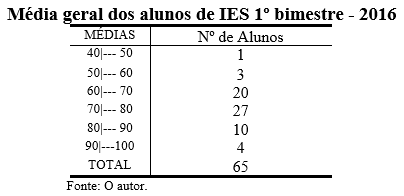 Média geral dos alunos de IES 1º bimestre - 2016
MÉDIAS Nº de Alunos
40|--- 50 1
50|--- 60 3
60|--- 70 20
70|--- 80 27
80|--- 90 10
90|---100 4
TOTAL 65
Fonte: O autor.